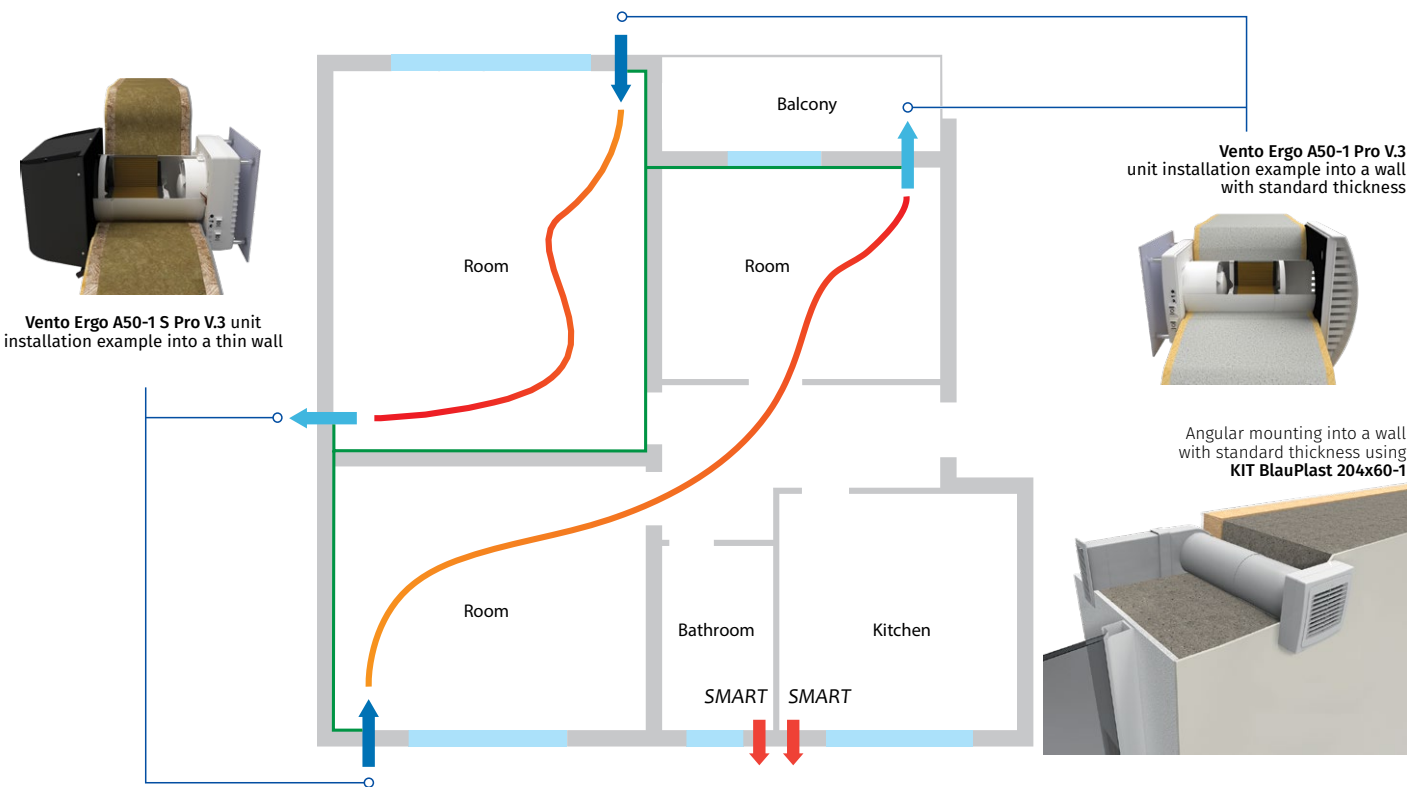 Balcony
Vento Ergo A50-1 Pro V.3
unit installation example into a wall
with standard thickness
Room
Room
Vento Ergo A50-1 S Pro V.3 unit
installation example into a thin wall
Angular mounting into a wall
with standard thickness using
KIT BlauPlast 204x60-1
Room
Bathroom
Kitchen
SMART
SMART